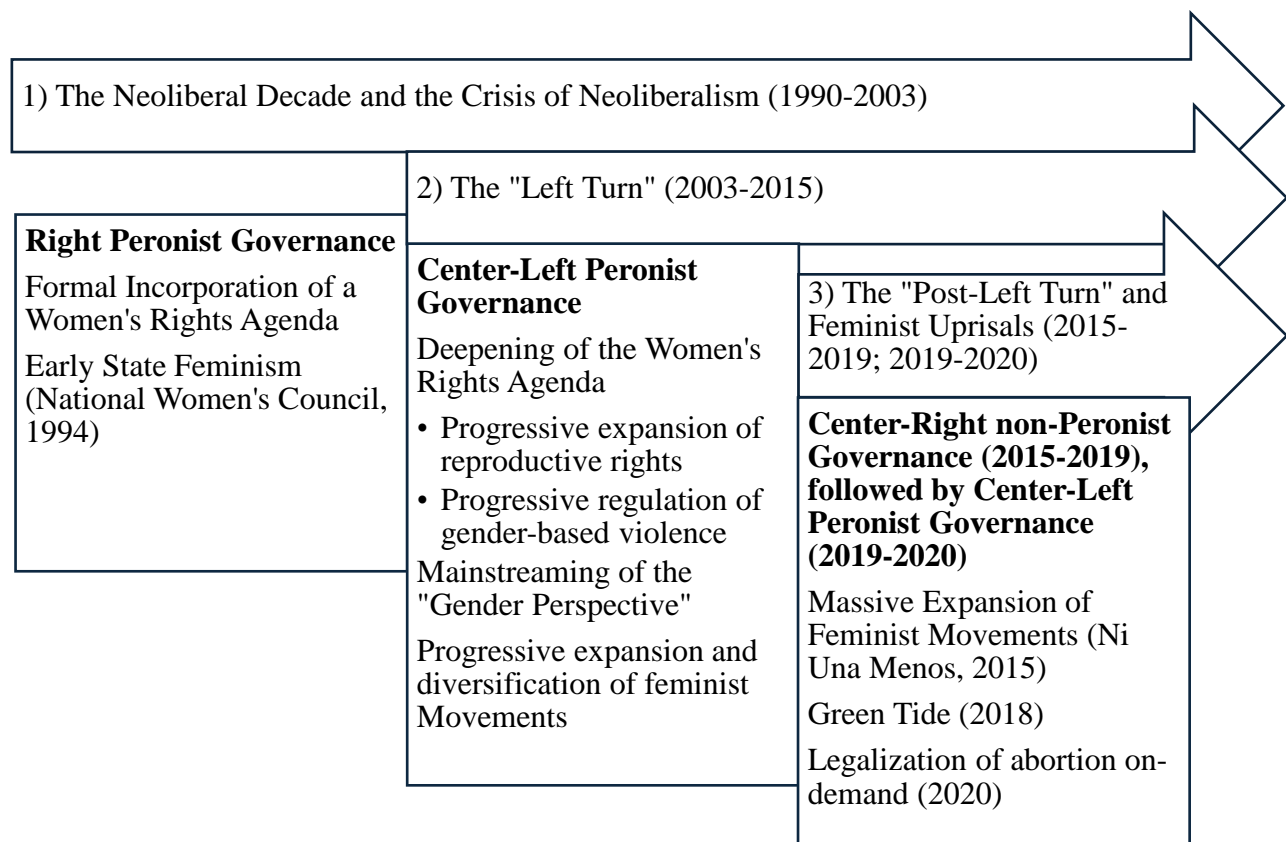 1) The Neoliberal Decade and the Crisis of Neoliberalism (1990-2003)
Right Peronist Governance
Formal Incorporation of a
Women's Rights Agenda
Early State Feminism
(National Women's Council,
1994)
2) The "Left Turn" (2003-2015)
Center-Left Peronist
Governance
Deepening of the Women's
Rights Agenda
• Progressive expansion of
reproductive rights
• Progressive regulation of
gender-based violence
Mainstreaming of the
"Gender Perspective"
Progressive expansion and
diversification of feminist
Movements
3) The "Post-Left Turn" and
Feminist Uprisals (2015-
2019; 2019-2020)
Center-Right non-Peronist
Governance (2015-2019),
followed by Center-Left
Peronist Governance
(2019-2020)
Massive Expansion of
Feminist Movements (Ni
Una Menos, 2015)
Green Tide (2018)
Legalization of abortion on-
demand (2020)